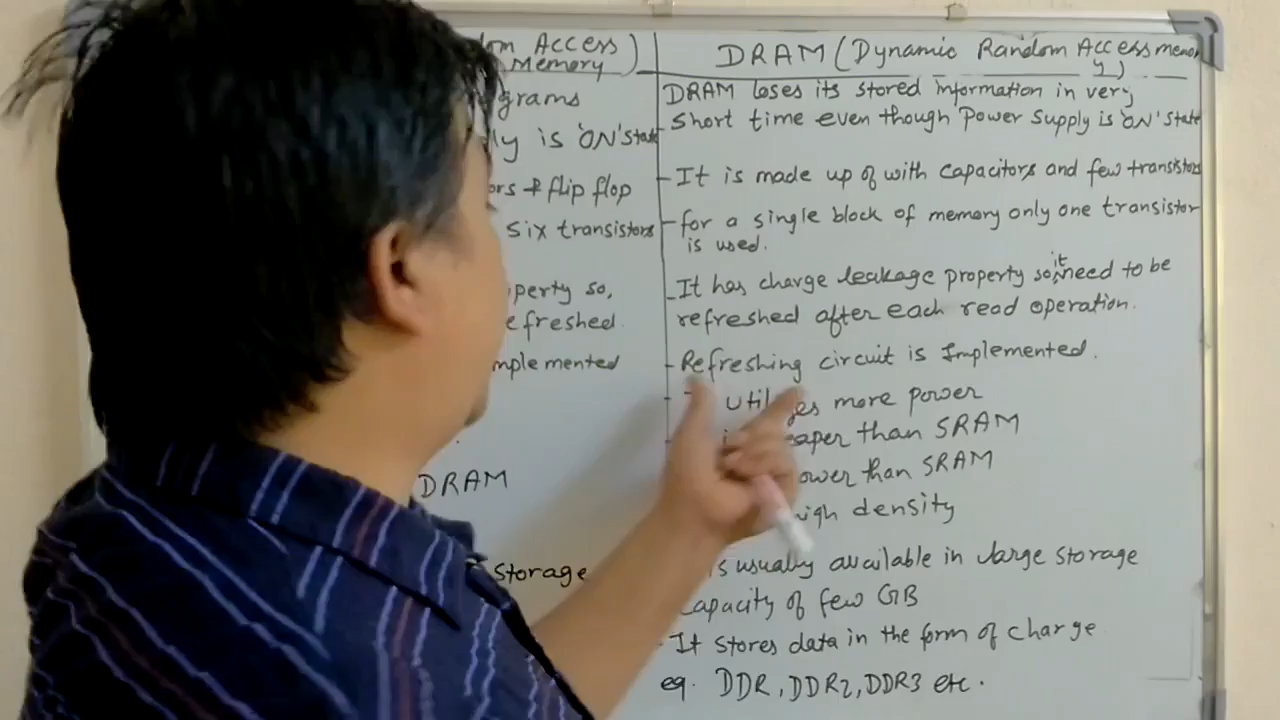 om Access
Memory)
grams
ly is 'ON' stat
ors & flip flop
six transistors
perty so,
efreshed.
mplemented
DRAM
storage
DRAM (Dynamic Random Access memor
y)
DRAM loses its stored information in very
short time even though Power Supply is 'ON' state
- It is made up of with capacitors and few transistors
- for a single block of memory only one transistor
is used.
- It has charge leakage property so it need to be
refreshed after each read operation.
- Refreshing circuit is Implemented.
more power
eaper than SRAM
ower than SRAM
high density
is usually available in large storage
capacity of few GB
- It stores data in the form of charge
eg. DDR, DDR2, DDR3 etc.